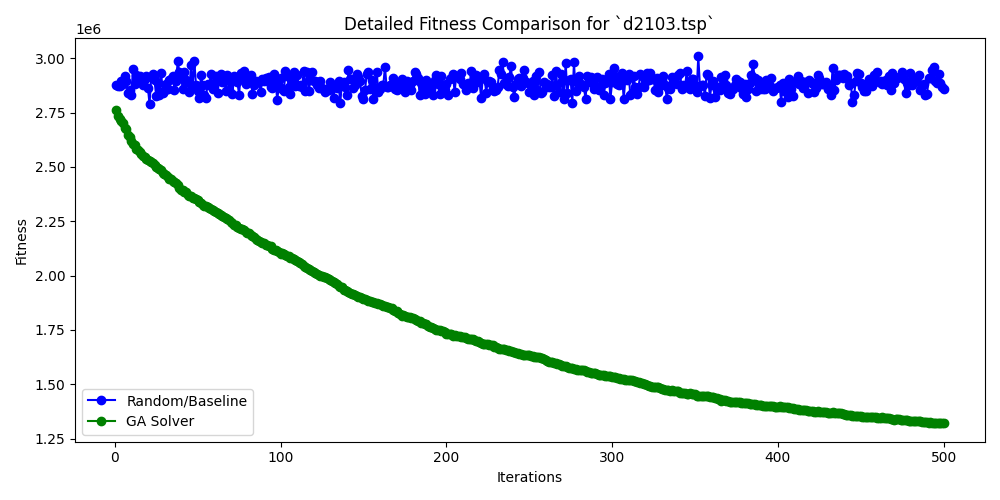 Detailed Fitness Comparison for `d2103.tsp`
1e6
3.00
2.75
2.50
2.25
2.00
1.75
1.50
1.25
Fitness
Random/Baseline
GA Solver
0 100 200 300 400 500
Iterations